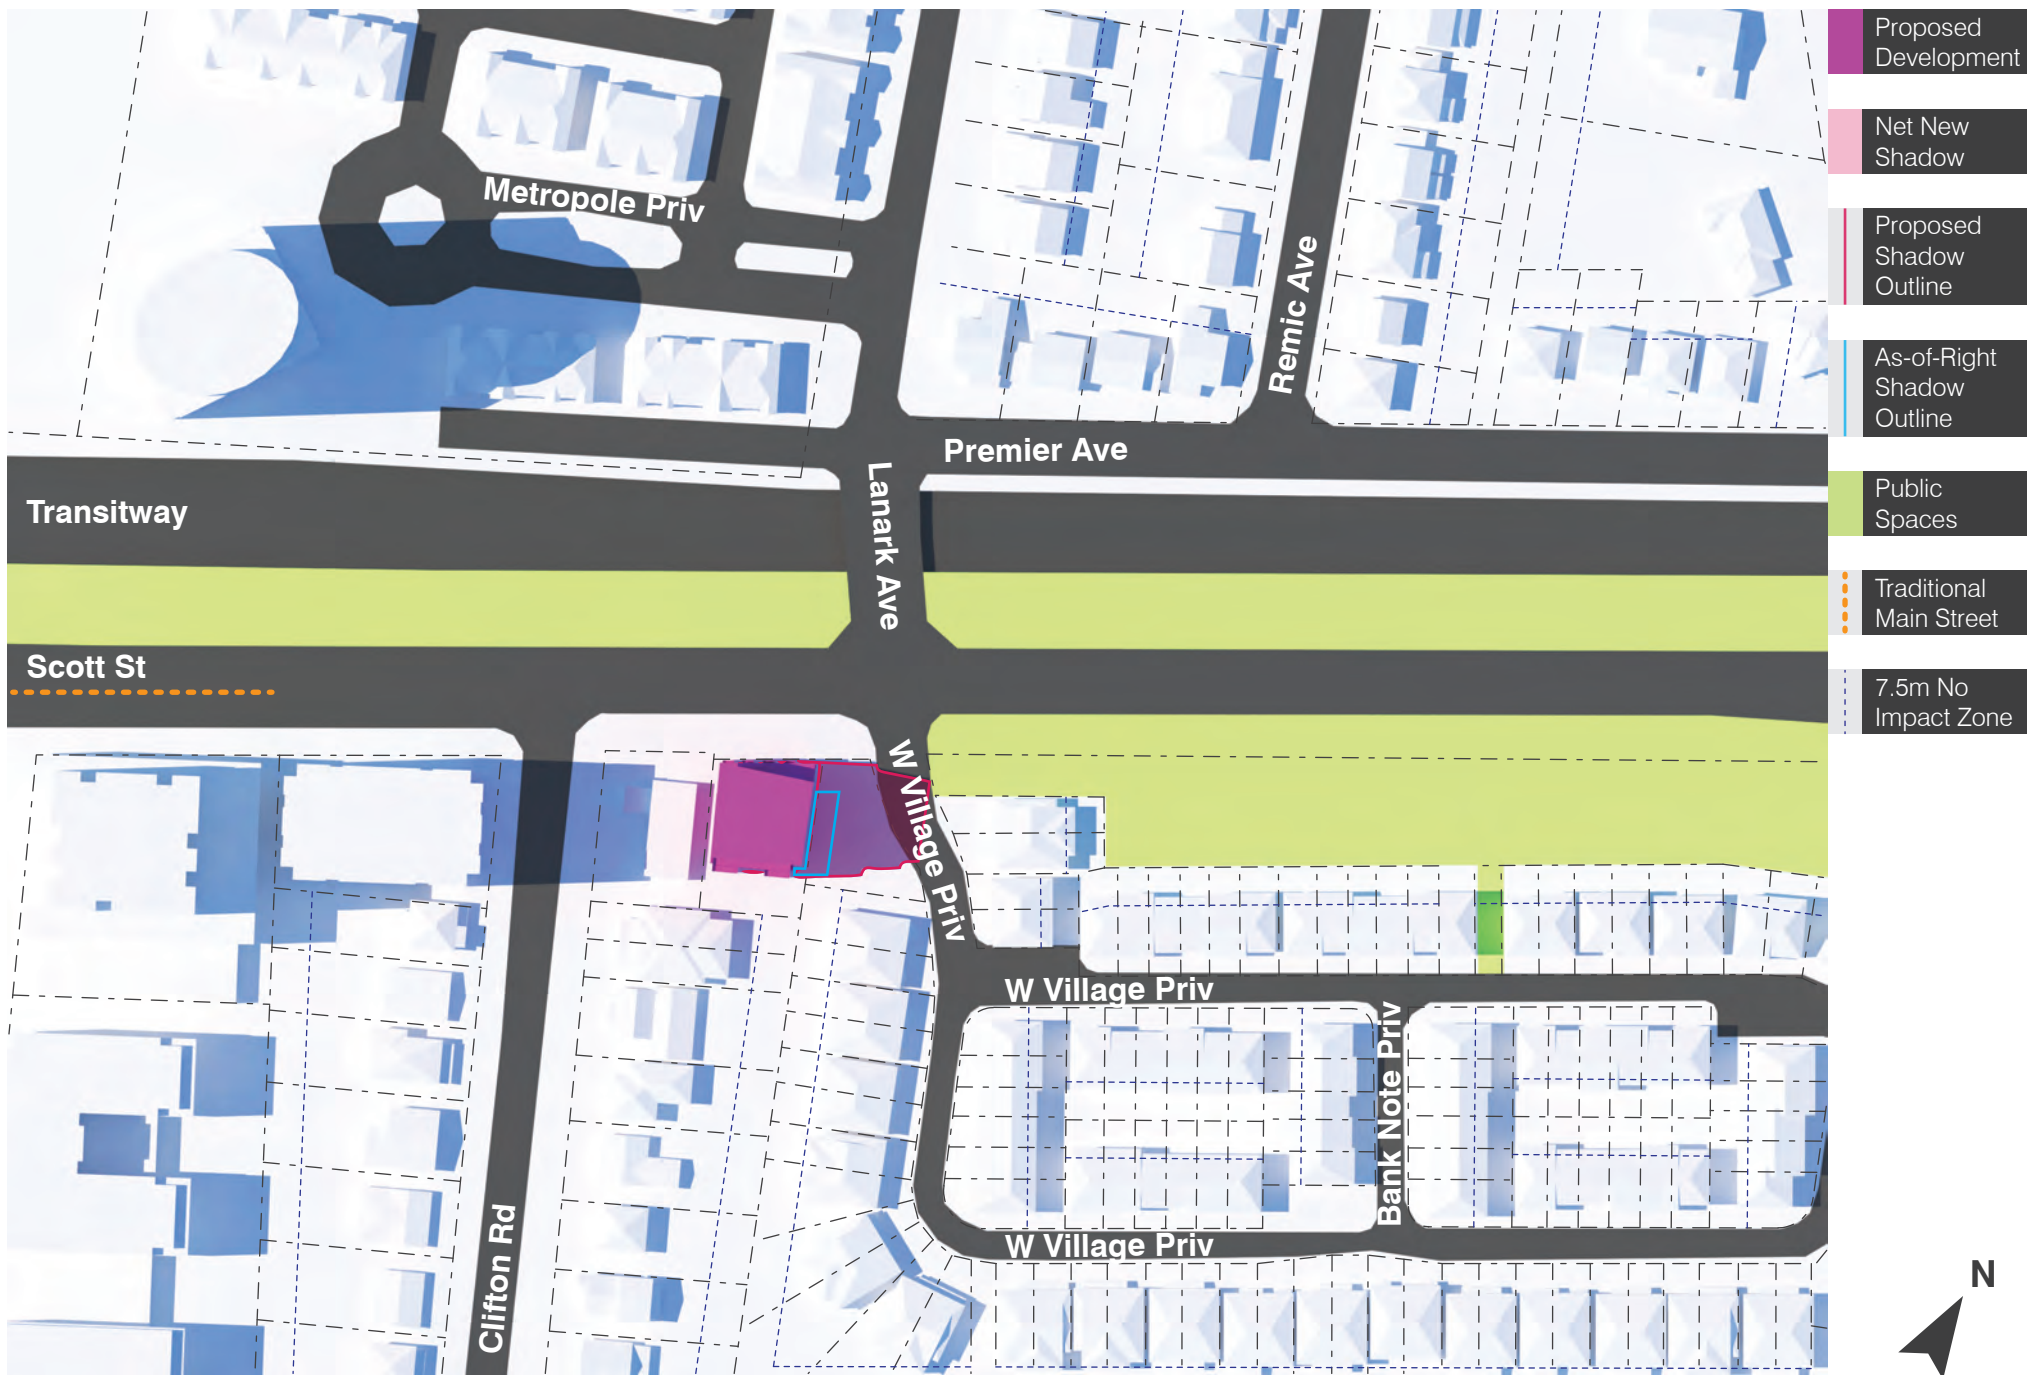 Metropole Priv
Remic Ave
Premier Ave
Lanark Ave
Transitway
Scott St
W Village Priv
W Village Priv
Bank Note Priv
Clifton Rd
W Village Priv
Proposed
Development
Net New
Shadow
Proposed
Shadow
Outline
As-of-Right
Shadow
Outline
Public
Spaces
Traditional
Main Street
7.5m No
Impact Zone
N